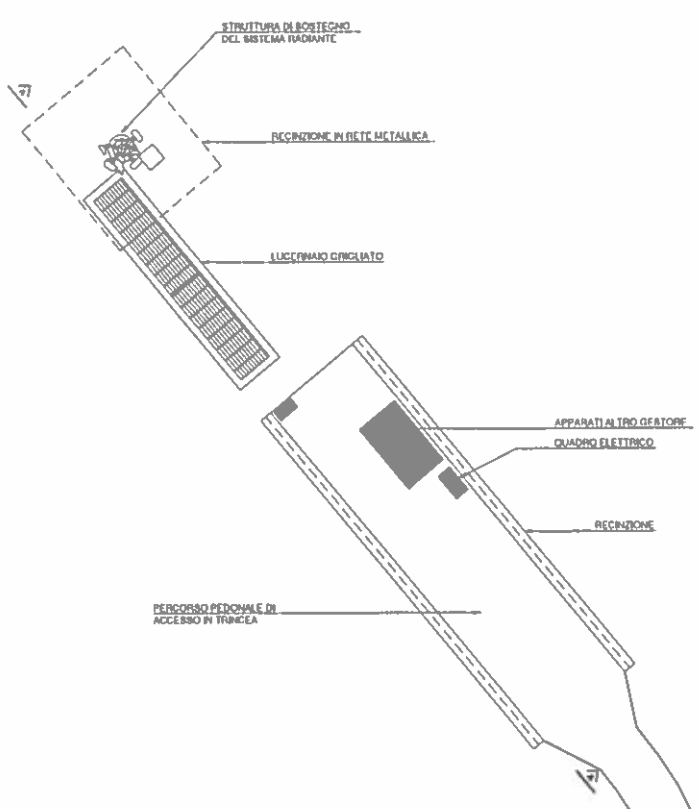 STRUTTURA DI SOSTEGNO
DEL SISTEMA RADIANTE
RECINZIONE IN RETE METALLICA
LUCERNAIO GRIGLIATO
APPARATI ALTRO GESTORE
QUADRO ELETTRICO
RECINZIONE
PERCORSO PEDONALE DI
ACCESSO IN TRINCEA